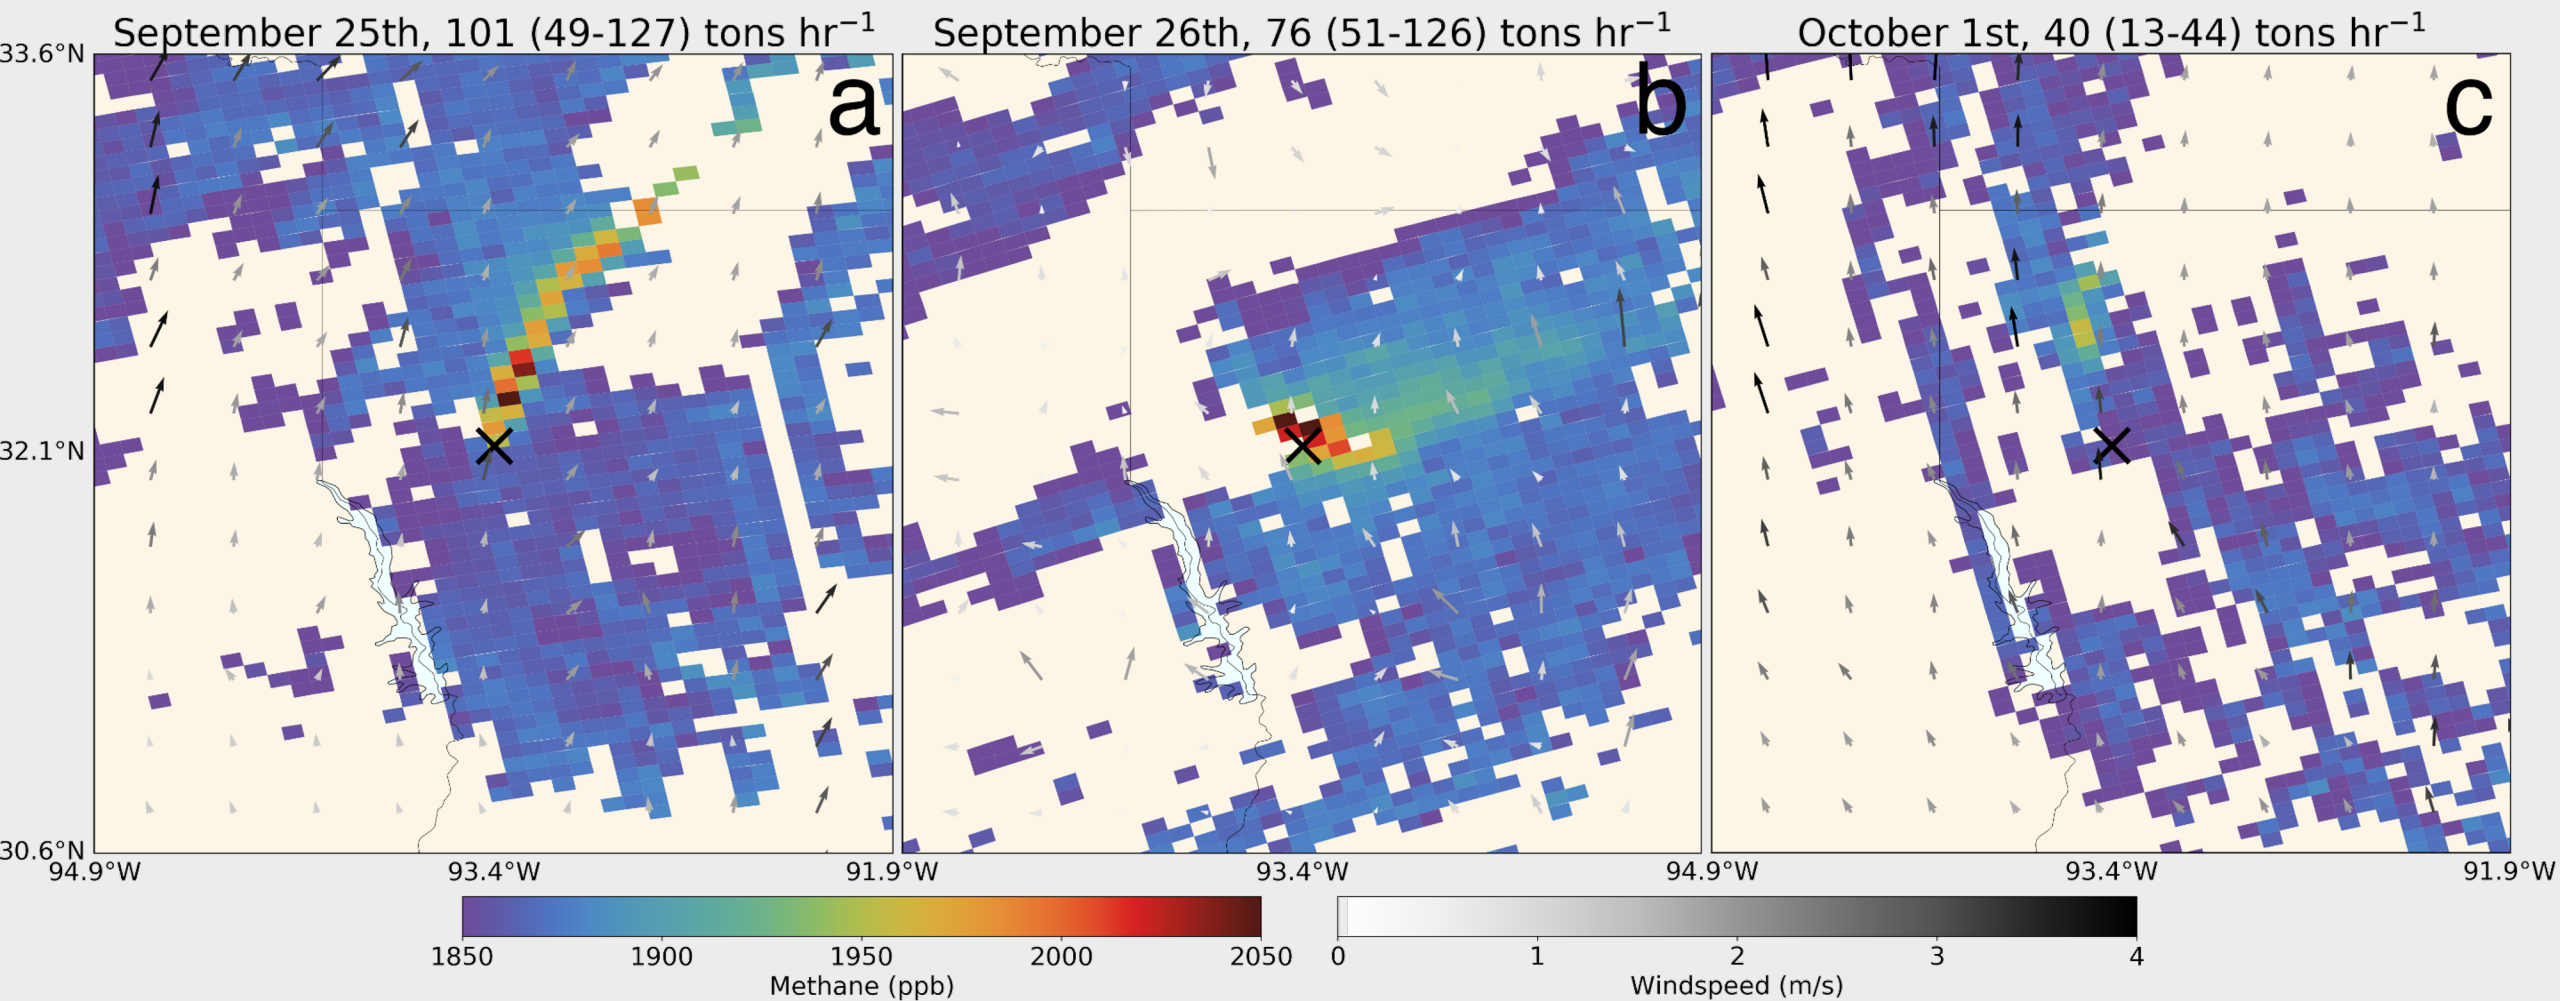 September 25th, 101 (49-127) tons hr⁻¹
September 26th, 76 (51-126) tons hr⁻¹
October 1st, 40 (13-44) tons hr⁻¹
33.6°N
a
b
c
32.1°N
30.6°N
94.9°W
93.4°W
91.9°W
93.4°W
94.9°W
93.4°W
91.9°W
1850
1900
1950
2000
2050
0
1
2
3
4
Methane (ppb)
Windspeed (m/s)